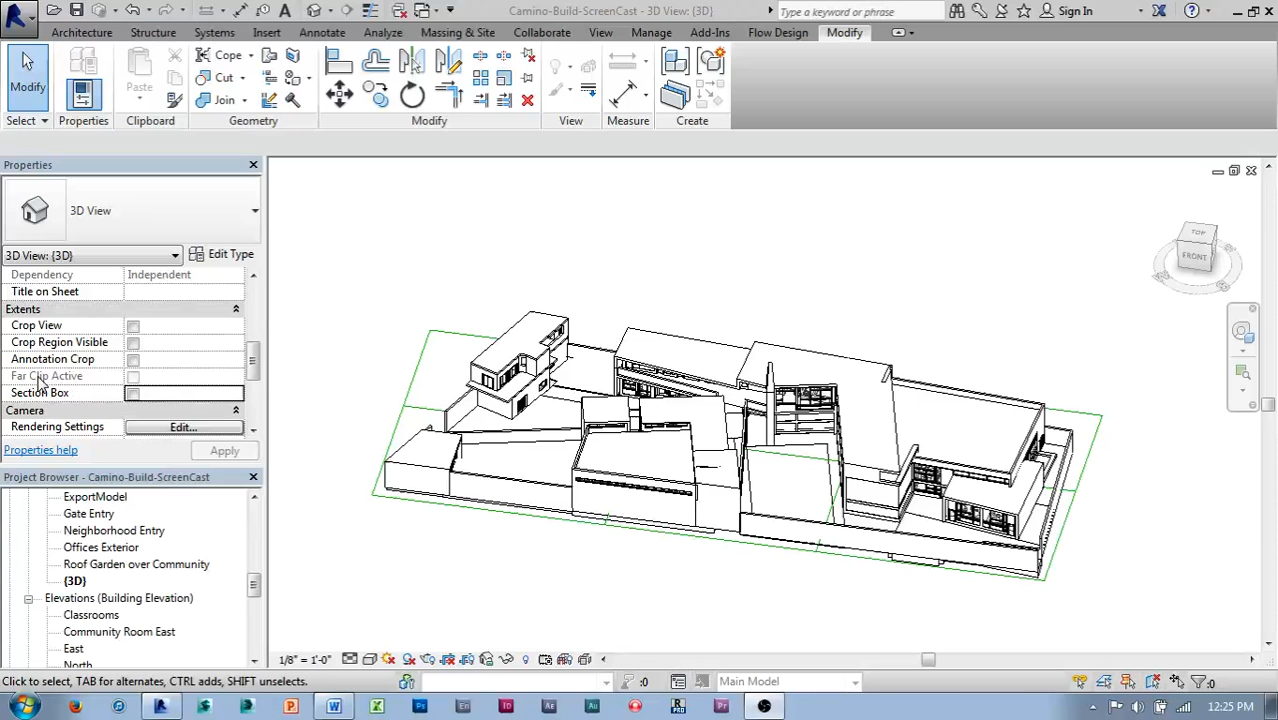 Camino-Build-ScreenCast - 3D View: {3D}
Type a keyword or phrase
Sign In
Architecture Structure Systems Insert Annotate Analyze Massing & Site Collaborate View Manage Add-Ins Flow Design Modify
Modify
Paste
Cope
Cut
Join
Select Properties Clipboard Geometry Modify View Measure Create
Properties
3D View
3D View: {3D} Edit Type
Dependency Independent
Title on Sheet
Extents
Crop View
Crop Region Visible
Annotation Crop
Far Clip Active
Section Box
Camera
Rendering Settings Edit...
Properties help Apply
Project Browser - Camino-Build-ScreenCast
ExportModel
Gate Entry
Neighborhood Entry
Offices Exterior
Roof Garden over Community
{3D}
Elevations (Building Elevation)
Classrooms
Community Room East
East
North
TOP
FRONT
1/8" = 1'-0"
Click to select, TAB for alternates, CTRL adds, SHIFT unselects.
:0
Main Model
:0
12:25 PM